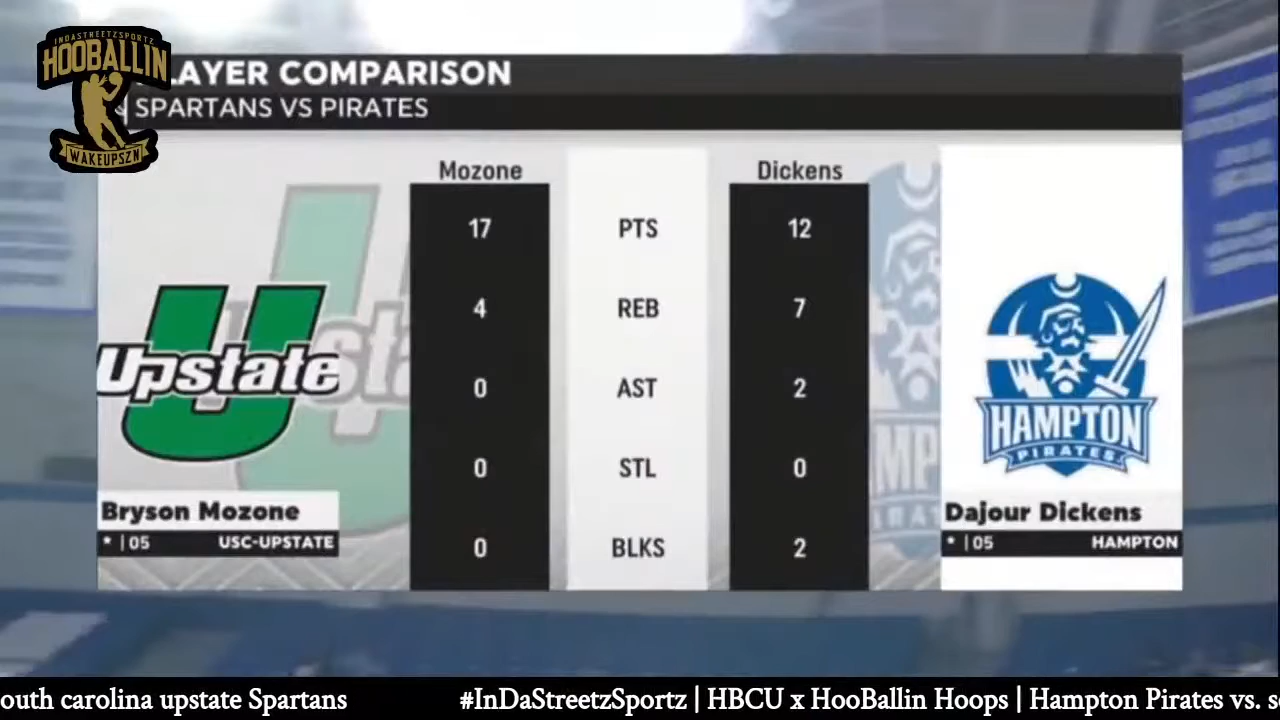 INDASTREETZSPORTZ
HOOBALLIN
WAKEUPSZN
LAYER COMPARISON
SPARTANS VS PIRATES
Mozone Dickens
17 PTS 12
4 REB 7
0 AST 2
0 STL 0
0 BLKS 2
Upstate
HAMPTON
PIRATES
Bryson Mozone
* | 05 USC-UPSTATE
Dajour Dickens
* | 05 HAMPTON
outh carolina upstate Spartans #InDaStreetzSportz | HBCU x HooBallin Hoops | Hampton Pirates vs. s